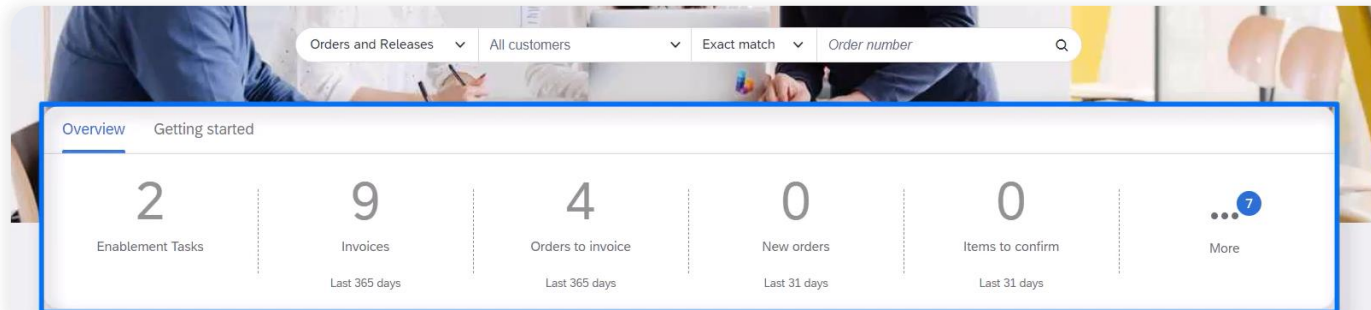 Orders and Releases All customers Exact match Order number
Overview Getting started
2 9 4 0 0 ... 7
Enablement Tasks Invoices Orders to invoice New orders Items to confirm More
Last 365 days Last 365 days Last 31 days Last 31 days